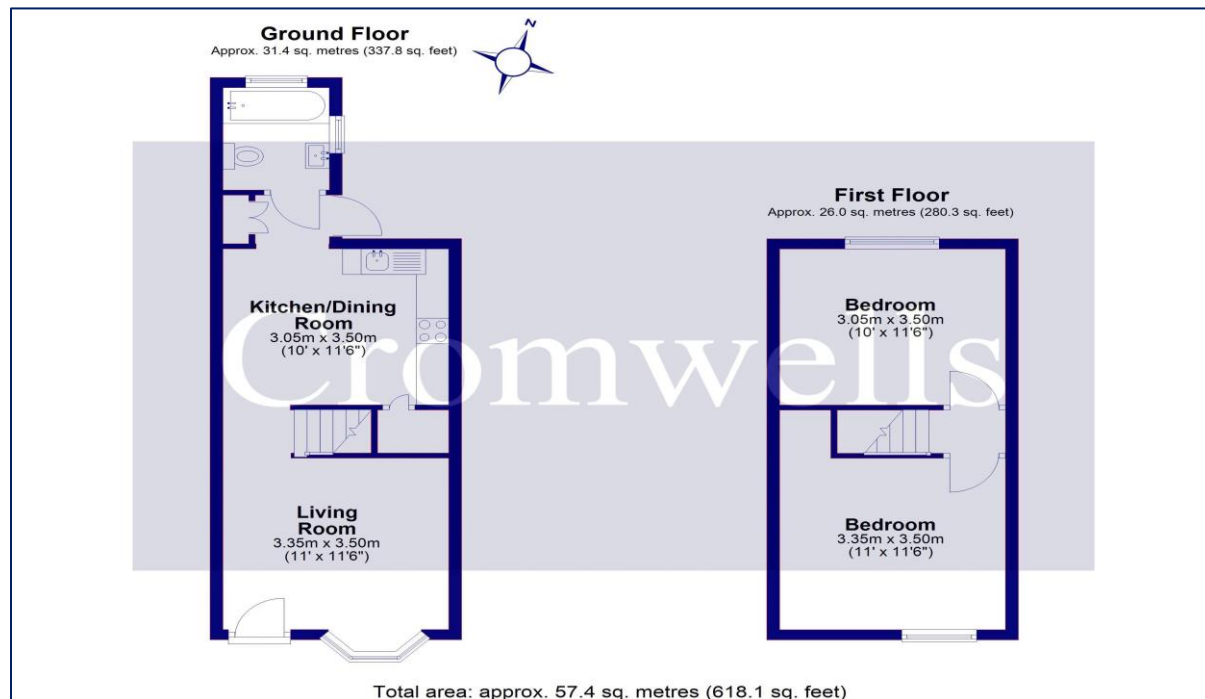 Ground Floor
Approx. 31.4 sq. metres (337.8 sq. feet)
N
First Floor
Approx. 26.0 sq. metres (280.3 sq. feet)
Kitchen/Dining
Room
3.05m x 3.50m
(10' x 11'6")
Bedroom
3.05m x 3.50m
(10' x 11'6")
Cromwells
Living
Room
3.35m x 3.50m
(11' x 11'6")
Bedroom
3.35m x 3.50m
(11' x 11'6")
Total area: approx. 57.4 sq. metres (618.1 sq. feet)